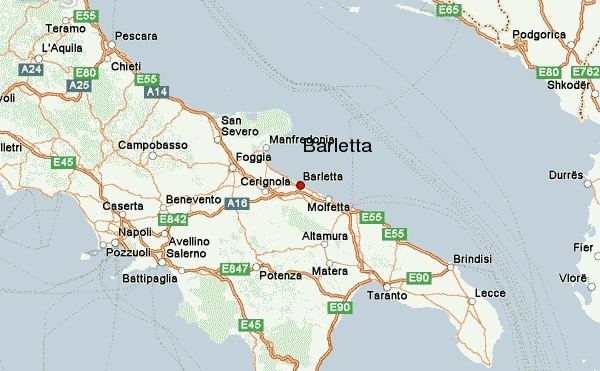 E55
Teramo
Pescara
L'Aquila
A24
E80
Chieti
A25
E55
A14
voli
Podgorica
E80
E762
Shkodër
San
Severo
Manfredonia
Barletta
lletri
E45
Campobasso
Foggia
Cerignola
Barletta
Durrës
Benevento
A16
Molfetta
Caserta
E842
E55
E55
Napoli
Avellino
Altamura
Pozzuoli
Salerno
Fier
Battipaglia
E847
Potenza
Matera
Brindisi
E90
Vlorë
Taranto
Lecce
E90
E45